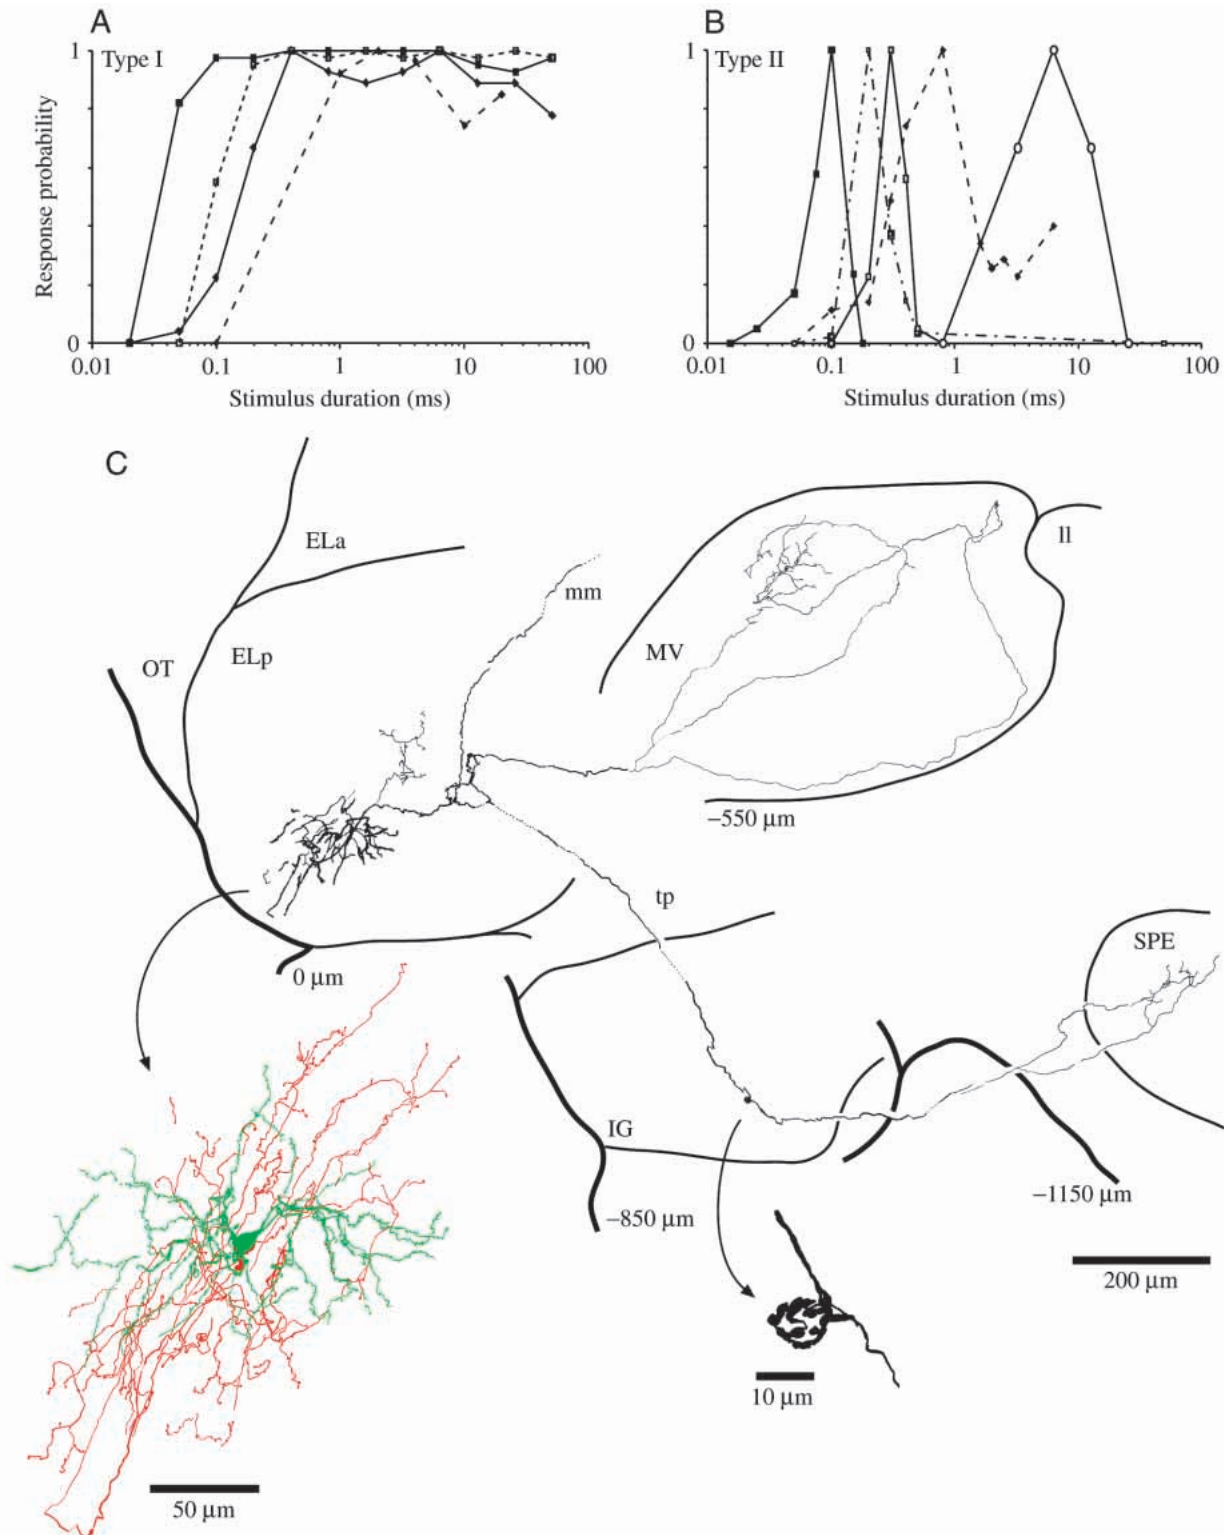 A
B
1
Type I
Response probability
0
0.01
0.1
1
10
100
Stimulus duration (ms)
1
Type II
0
0.01
0.1
1
10
100
Stimulus duration (ms)
C
ELa
ll
mm
MV
OT
ELp
−550 μm
tp
SPE
0 μm
IG
−1150 μm
−850 μm
200 μm
10 μm
50 μm